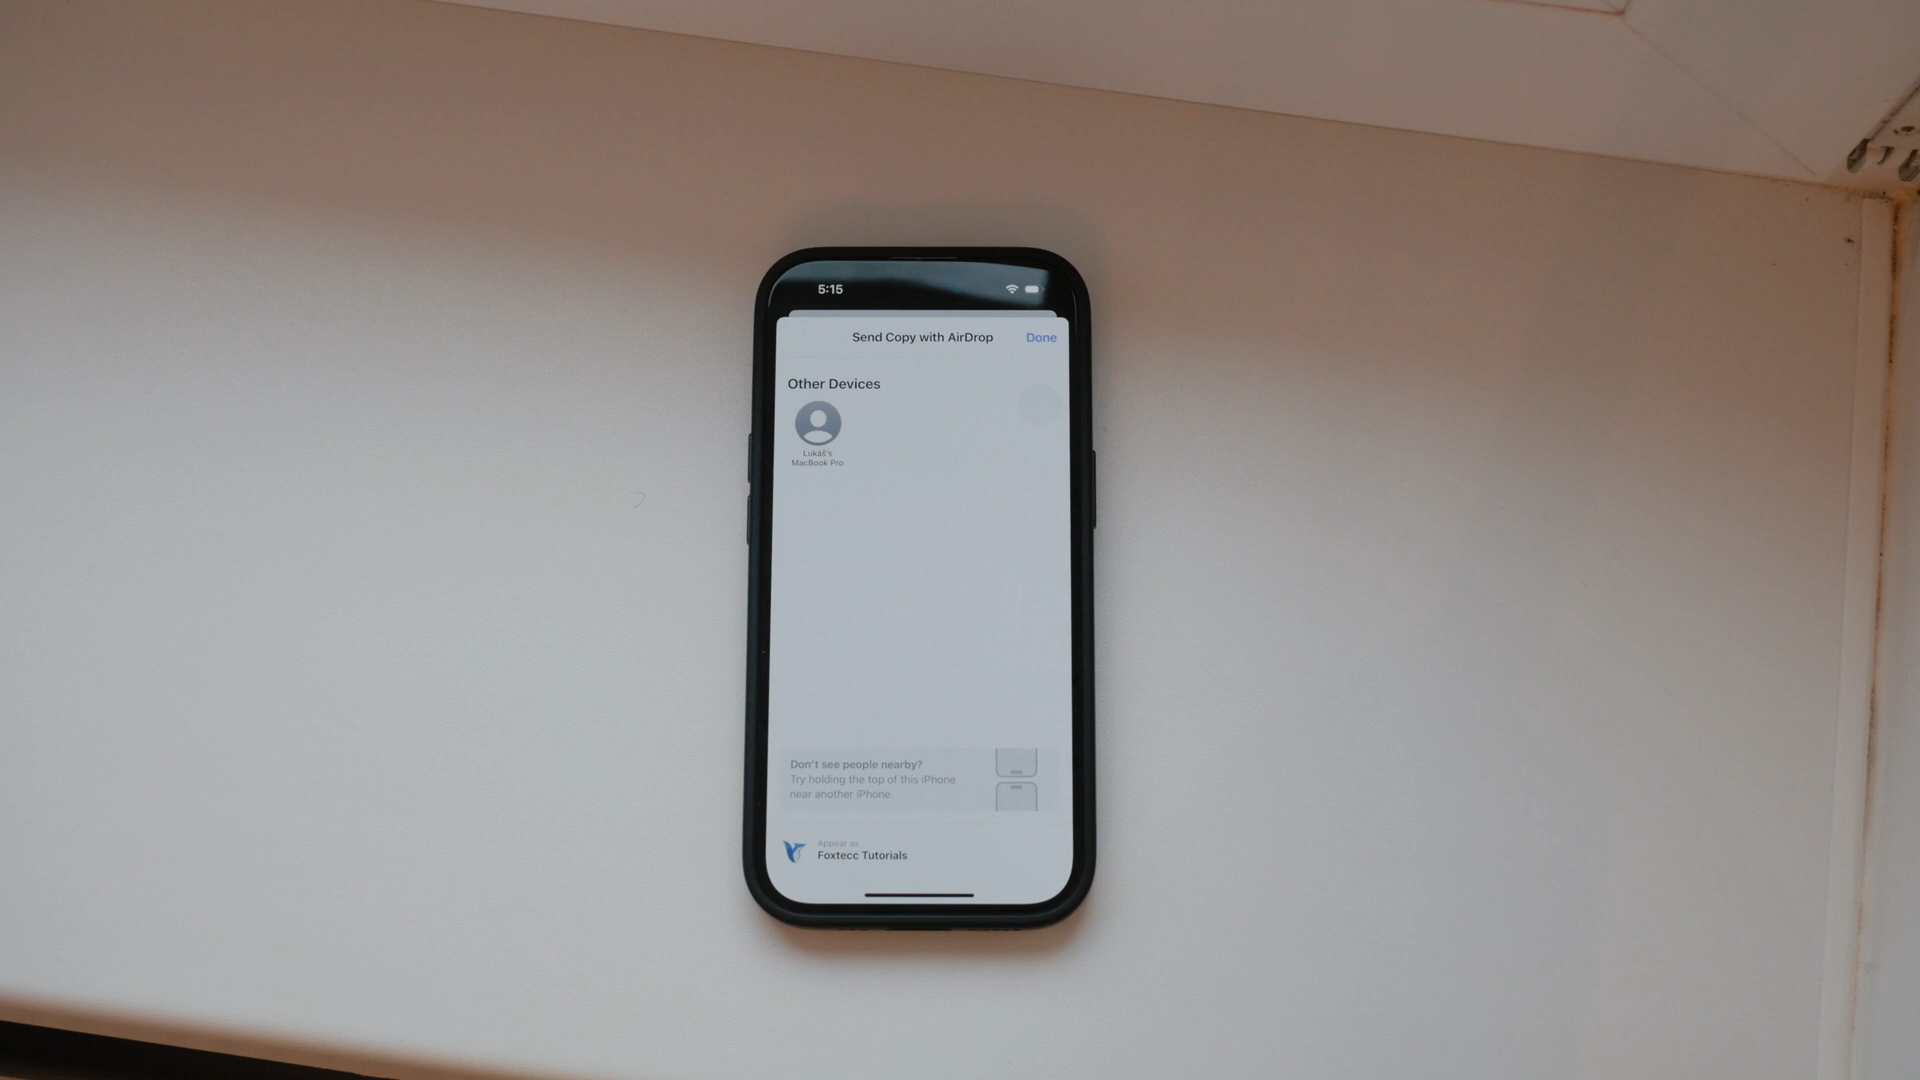 5:15
Send Copy with AirDrop
Done
Other Devices
Lukáš's
MacBook Pro
Don't see people nearby?
Try holding the top of this iPhone
near another iPhone.
Appear as
Foxtecc Tutorials